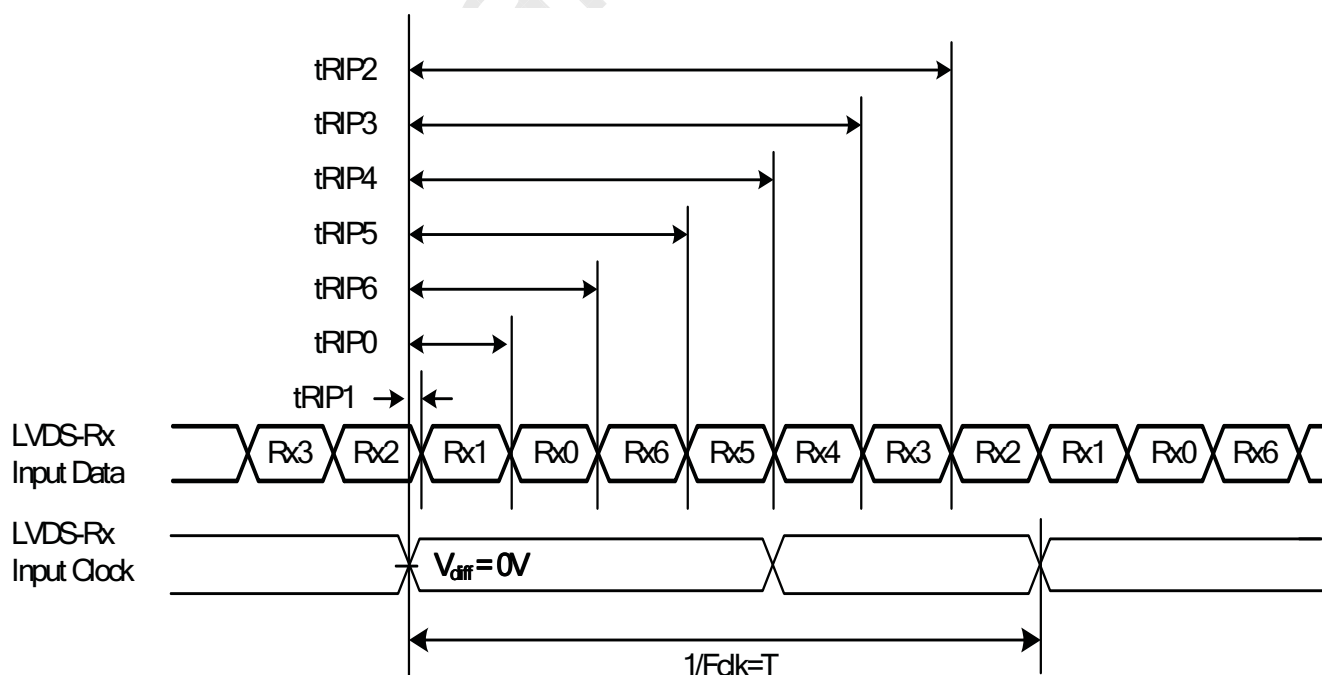 tRIP2
tRIP3
tRIP4
tRIP5
tRIP6
tRIP0
tRIP1
LVDS-Rx
Input Data
Rx3 Rx2 Rx1 Rx0 Rx6 Rx5 Rx4 Rx3 Rx2 Rx1 Rx0 Rx6
LVDS-Rx
Input Clock
Vdiff = 0V
1/Fclk=T